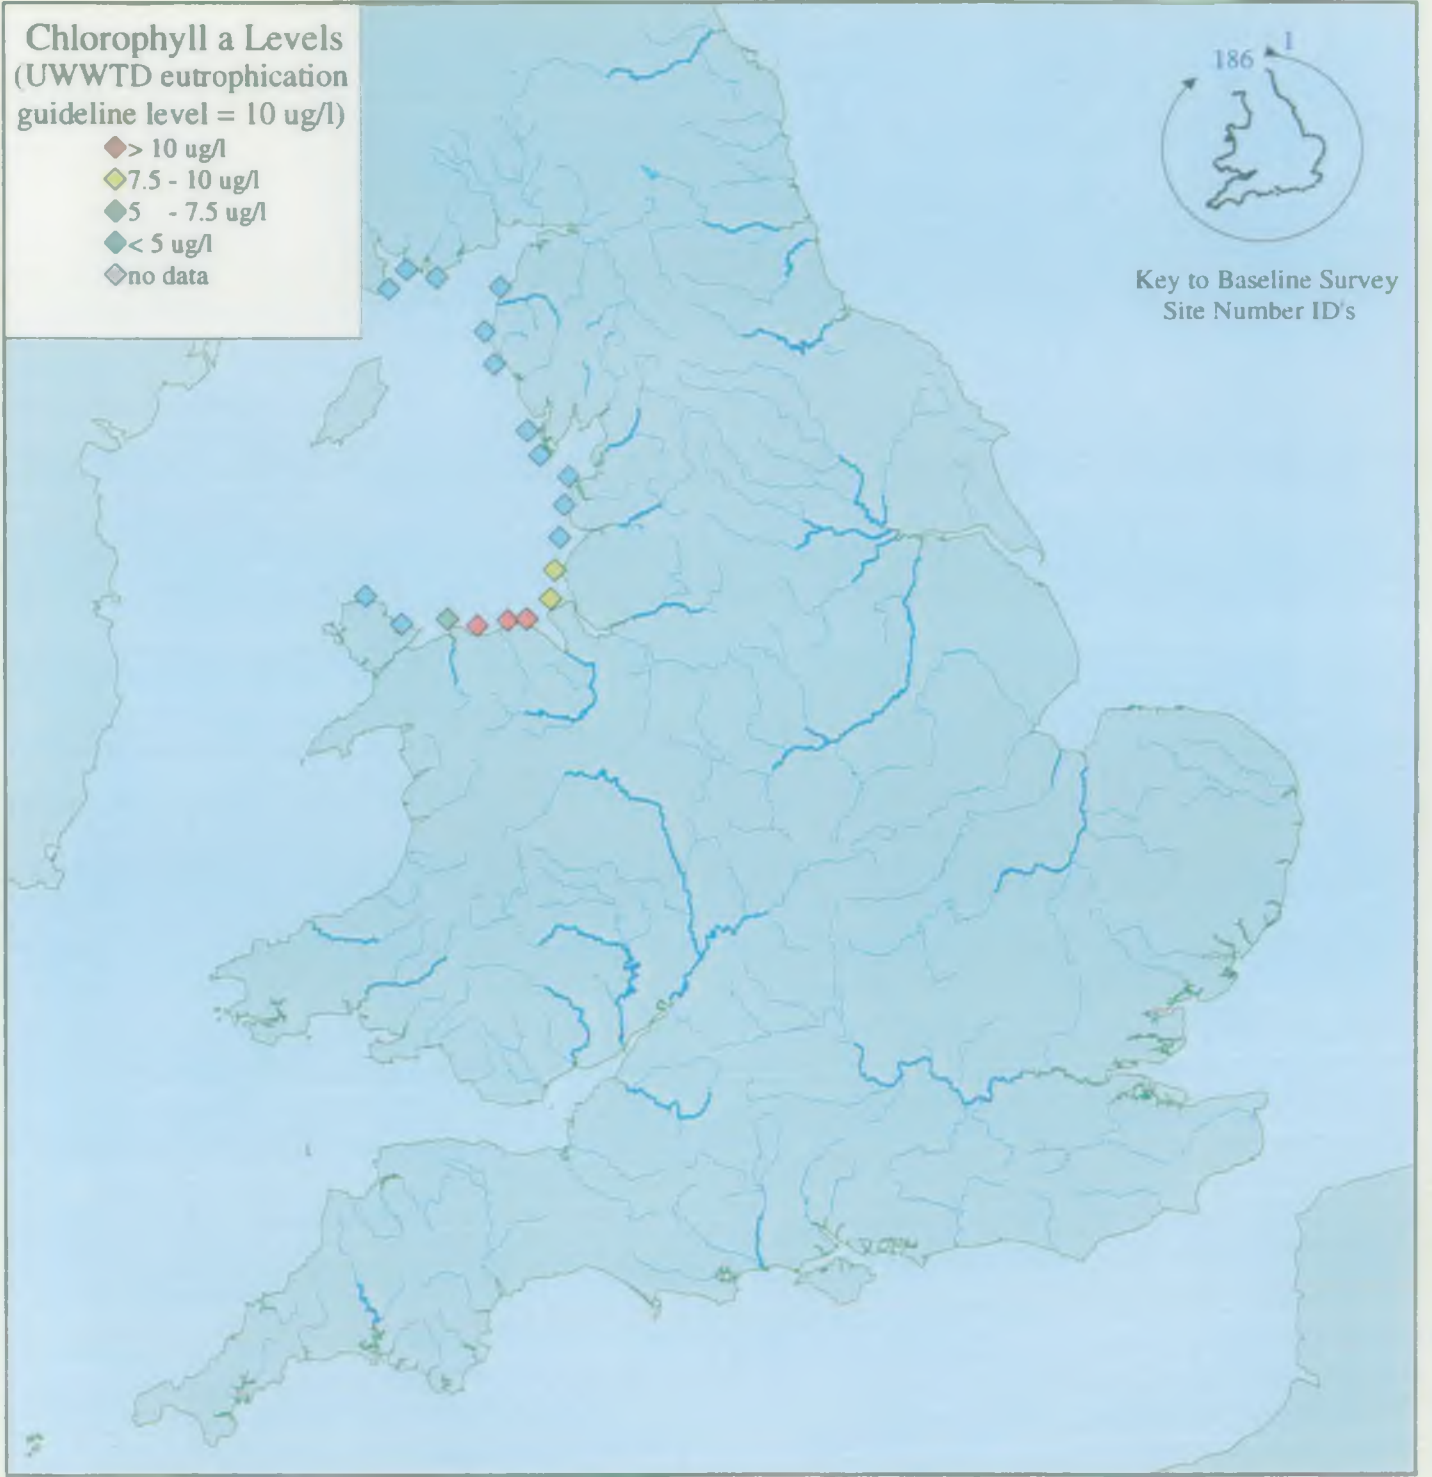 Chlorophyll a Levels
(UWWTD eutrophication
guideline level = 10 ug/l)
> 10 ug/l
7.5 - 10 ug/l
5 - 7.5 ug/l
< 5 ug/l
no data
186 1
Key to Baseline Survey
Site Number ID's